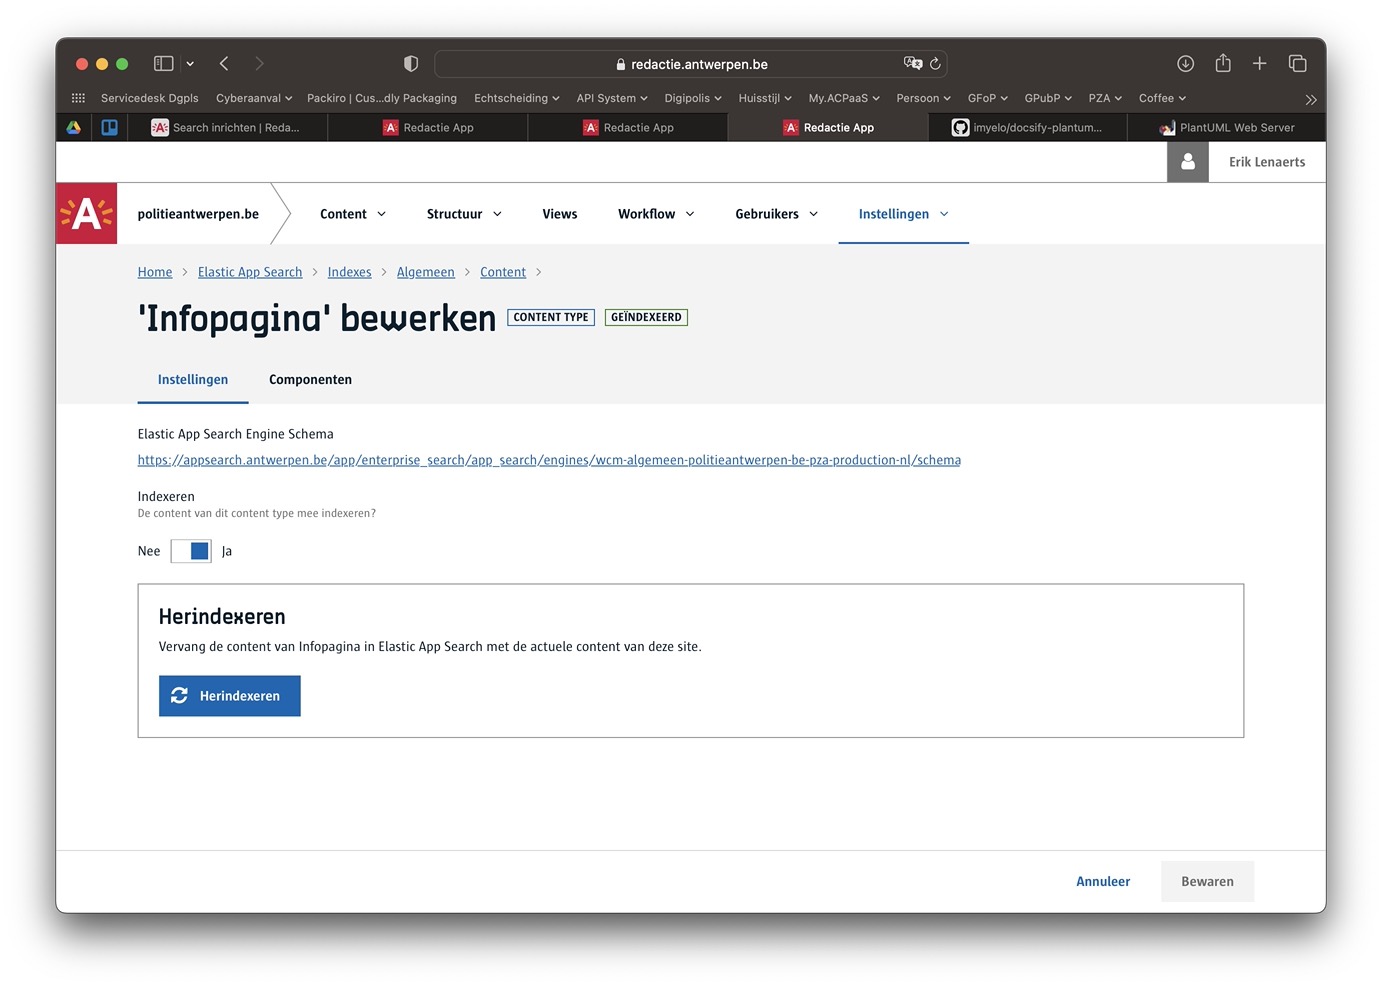 redactie.antwerpen.be
Servicedesk Dgpls Cyberaanval Packiro | Cus...dly Packaging Echtscheiding API System Digipolis Huisstijl My.ACPaaS Persoon GFoP GPubP PZA Coffee
Search inrichten | Reda... Redactie App Redactie App Redactie App imyelo/docsify-plantum... PlantUML Web Server
Erik Lenaerts
A politieantwerpen.be Content Structuur Views Workflow Gebruikers Instellingen
Home > Elastic App Search > Indexes > Algemeen > Content >
'Infopagina' bewerken CONTENT TYPE GEÏNDEXEERD
Instellingen Componenten
Elastic App Search Engine Schema
https://appsearch.antwerpen.be/app/enterprise_search/app_search/engines/wcm-algemeen-politieantwerpen-be-pza-production-nl/schema
Indexeren
De content van dit content type mee indexeren?
Nee Ja
Herindexeren
Vervang de content van Infopagina in Elastic App Search met de actuele content van deze site.
Herindexeren
Annuleer Bewaren